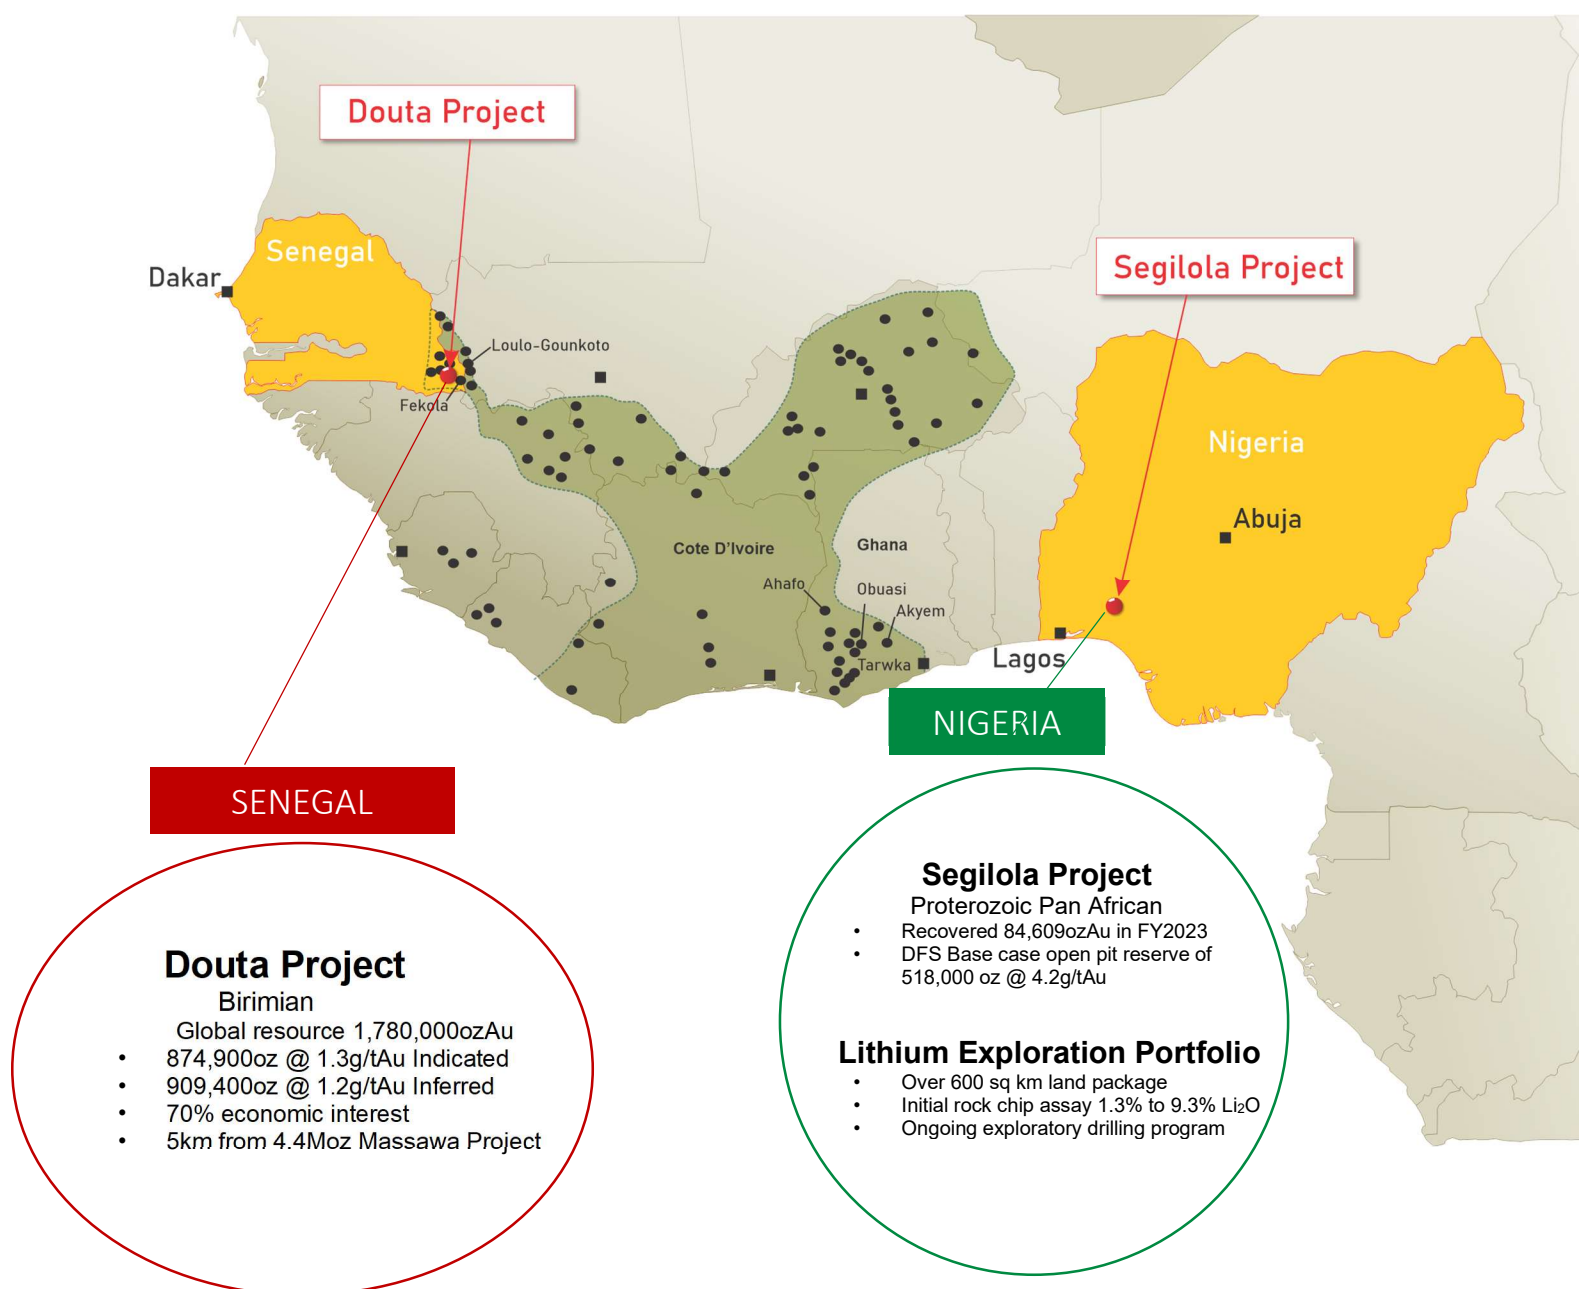 Douta Project
Senegal
Dakar
Segilola Project
Loulo-Gounkoto
Fekola
Nigeria
Abuja
Cote D'Ivoire
Ghana
Ahafo
Obuasi
Akyem
Tarwka
Lagos
NIGERIA
SENEGAL
Douta Project
Birimian
Global resource 1,780,000ozAu
• 874,900oz @ 1.3g/tAu Indicated
• 909,400oz @ 1.2g/tAu Inferred
• 70% economic interest
• 5km from 4.4Moz Massawa Project
Segilola Project
Proterozoic Pan African
• Recovered 84,609ozAu in FY2023
• DFS Base case open pit reserve of
518,000 oz @ 4.2g/tAu
Lithium Exploration Portfolio
• Over 600 sq km land package
• Initial rock chip assay 1.3% to 9.3% Li₂O
• Ongoing exploratory drilling program